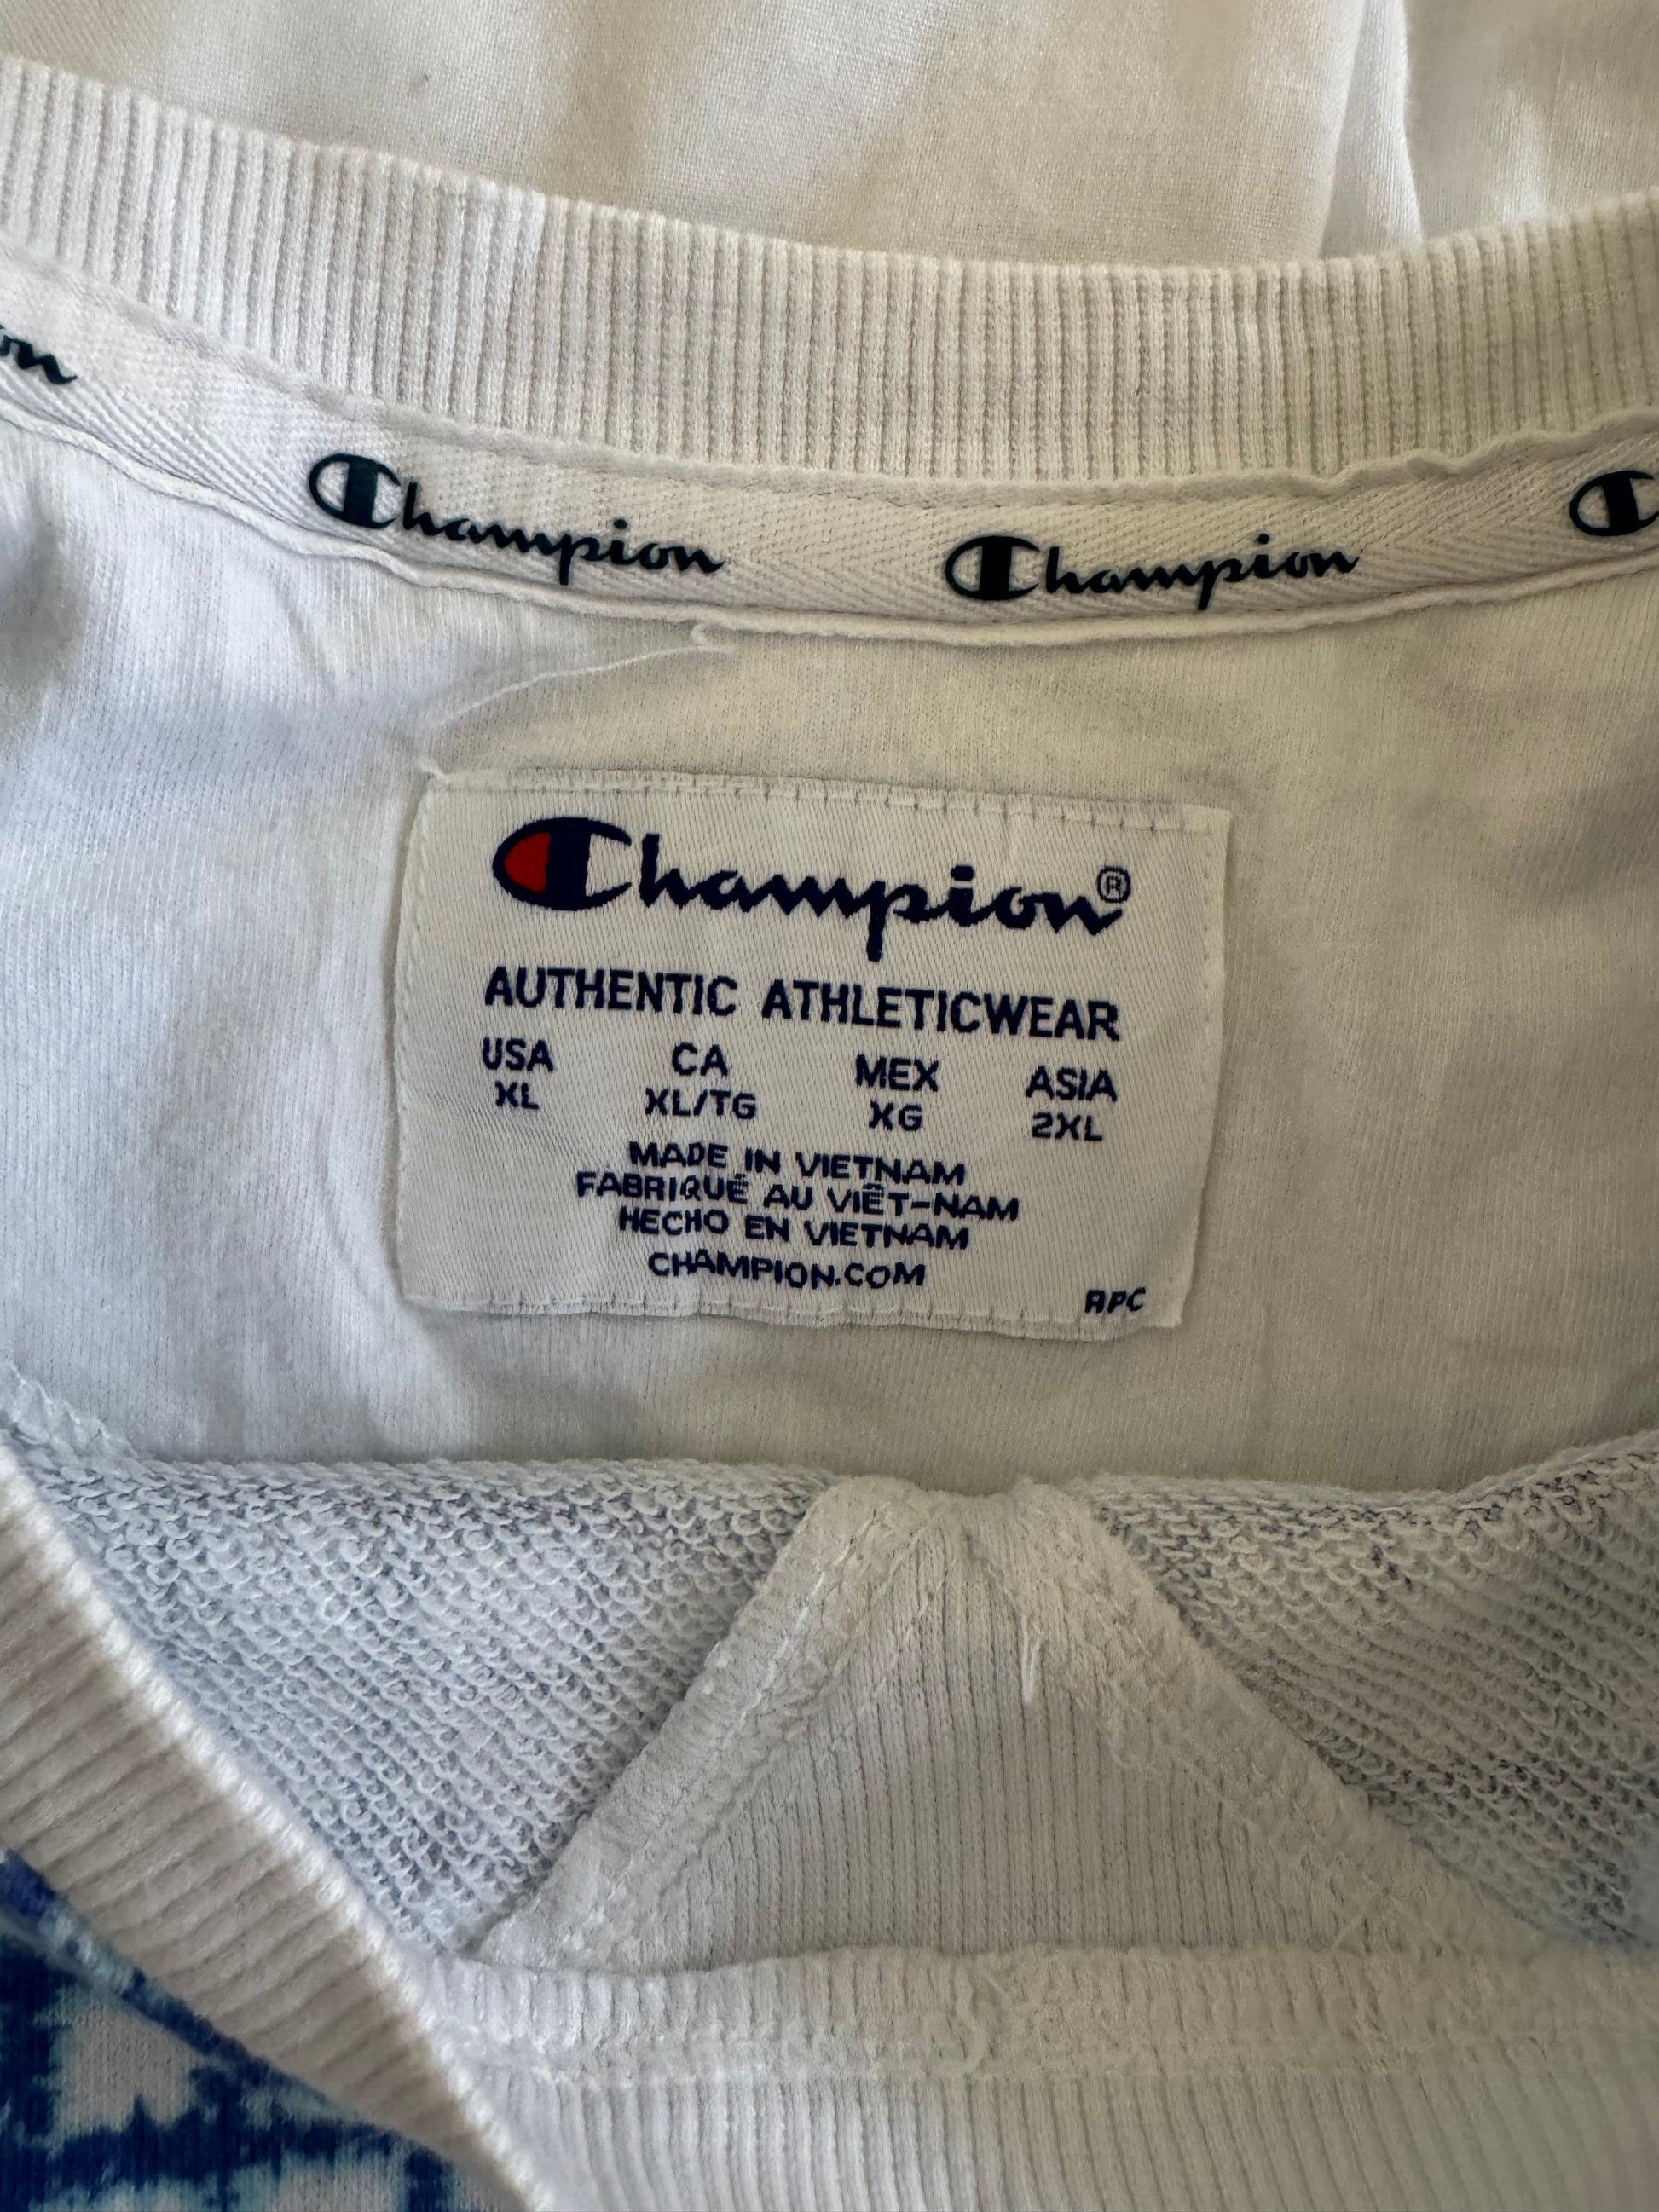 on
Champion
Champion
C
Champion®
AUTHENTIC ATHLETICWEAR
USA CA MEX ASIA
XL XL/TG XG 2XL
MADE IN VIETNAM
FABRIQUÉ AU VIÊT-NAM
HECHO EN VIETNAM
CHAMPION.COM
RPC